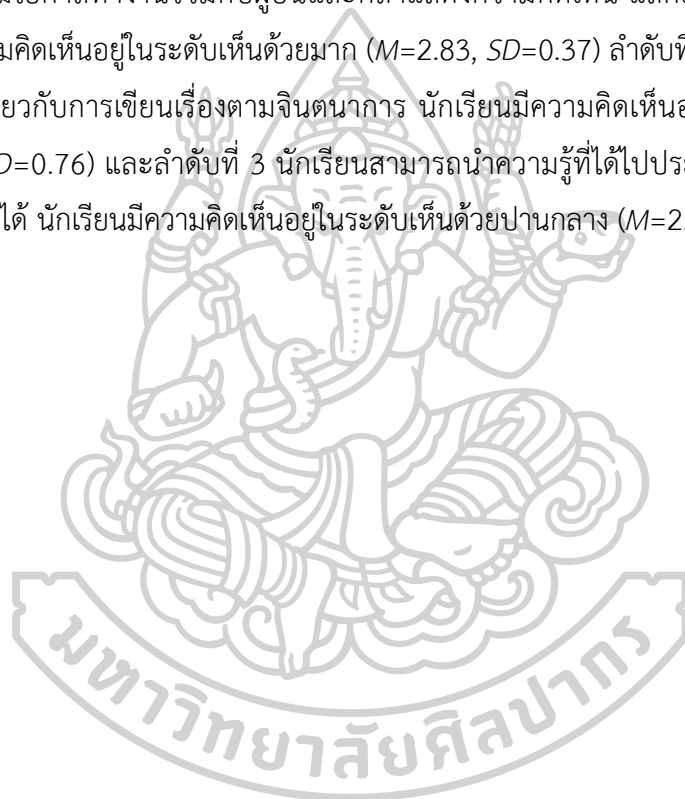 มคิดเห็นอยู่ในระดับเห็นด้วยมาก (M=2.83, SD=0.37) ลำดับที่
ยวกับการเขียนเรื่องตามจินตนาการ นักเรียนมีความคิดเห็นอ
D=0.76) และลำดับที่ 3 นักเรียนสามารถนำความรู้ที่ได้ไปประ
ได้ นักเรียนมีความคิดเห็นอยู่ในระดับเห็นด้วยปานกลาง (M=2.
มหาวิทยาลัยศิลปากร